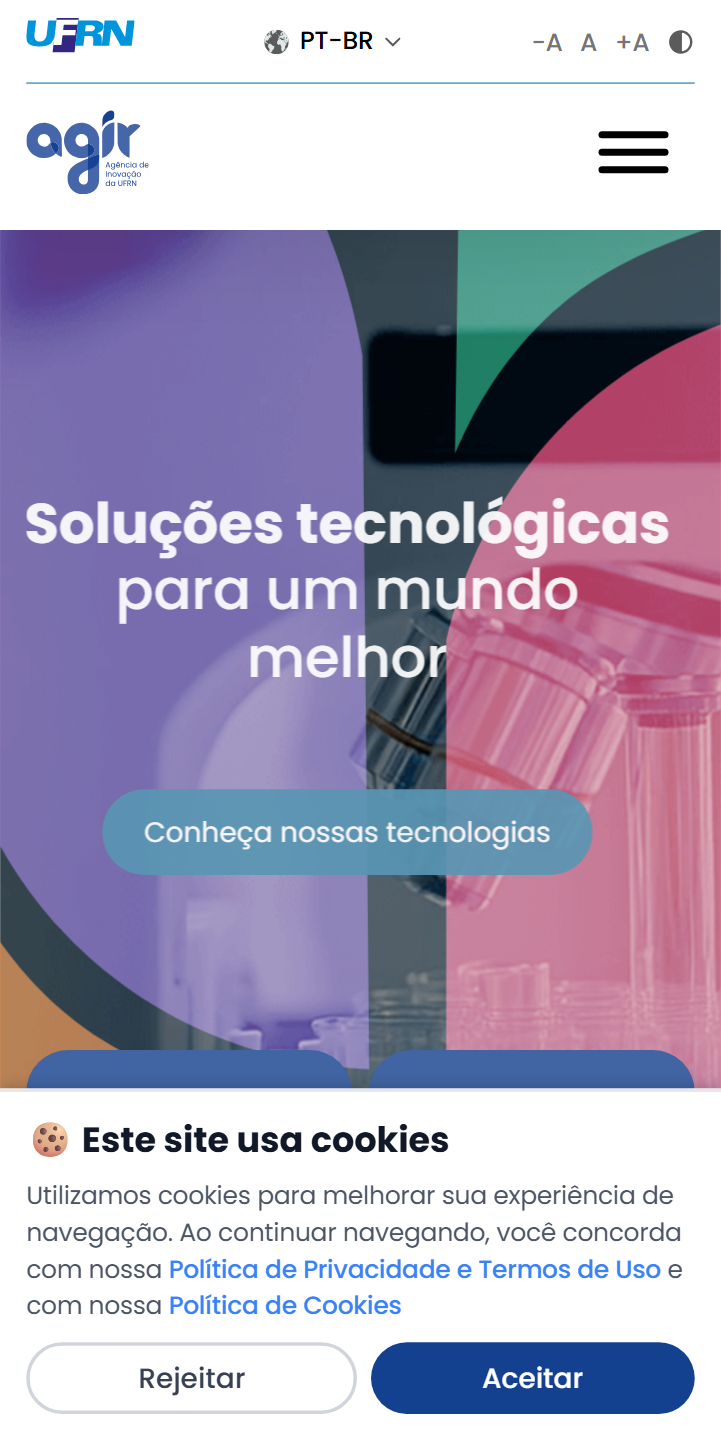 UFRN
PT-BR
-A A +A
agir
Agência de
Inovação
da UFRN
Soluções tecnológicas
para um mundo
melhor
Conheça nossas tecnologias
Este site usa cookies
Utilizamos cookies para melhorar sua experiência de
navegação. Ao continuar navegando, você concorda
com nossa Política de Privacidade e Termos de Uso e
com nossa Política de Cookies
Rejeitar
Aceitar